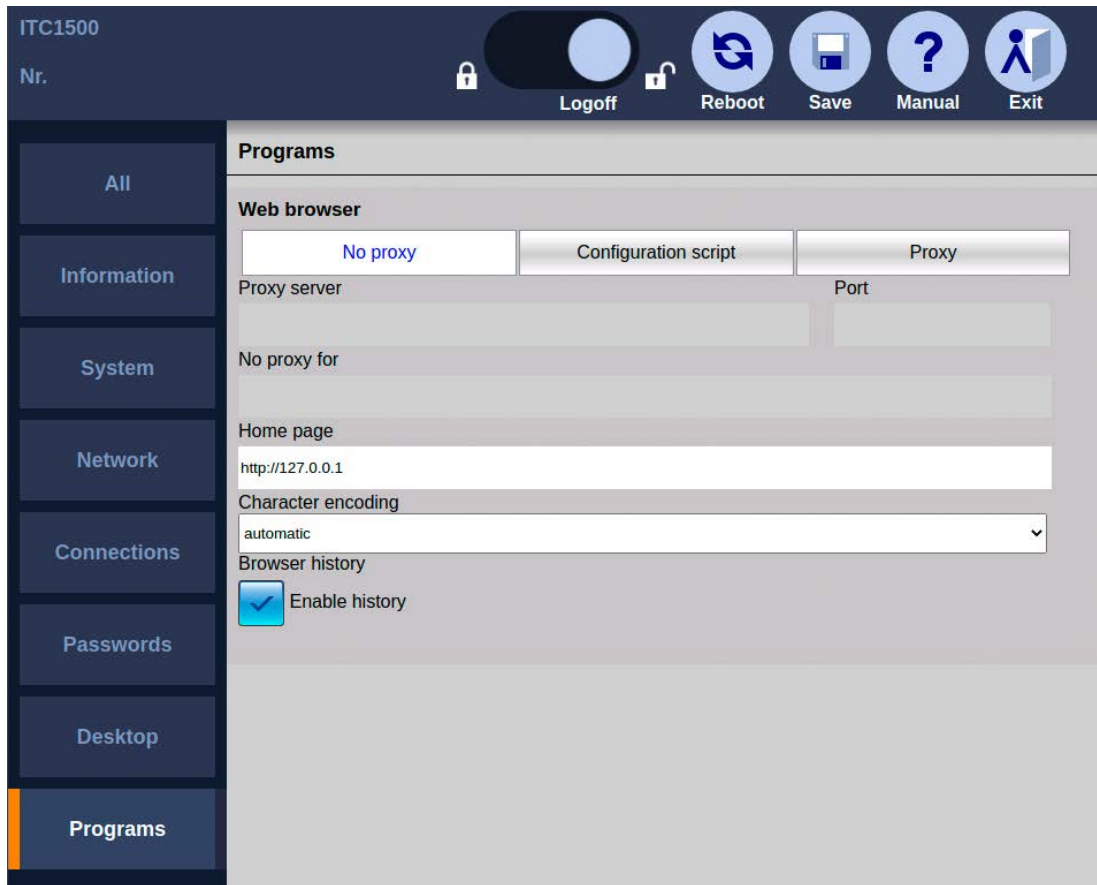 ITC1500
Nr.
Logoff
Reboot
Save
Manual
Exit
All
Information
System
Network
Connections
Passwords
Desktop
Programs
Programs
Web browser
No proxy
Configuration script
Proxy
Proxy server
Port
No proxy for
Home page
http://127.0.0.1
Character encoding
automatic
Browser history
Enable history